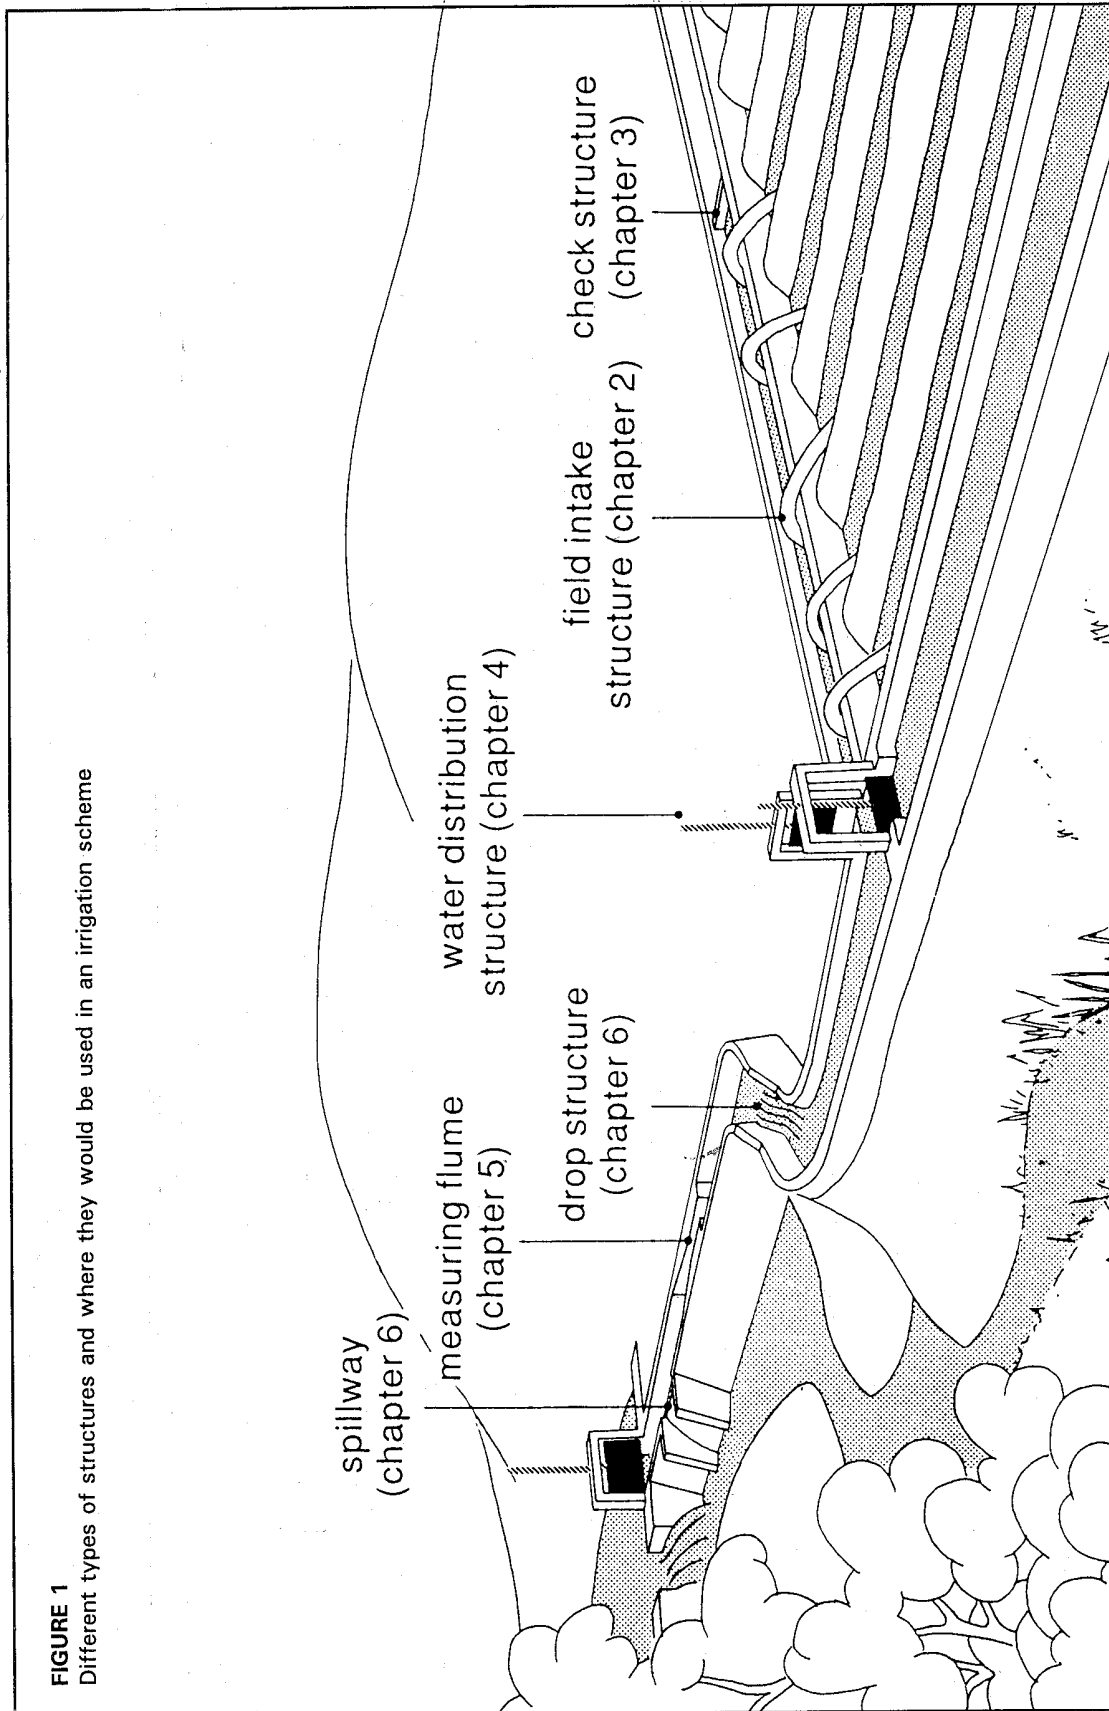 FIGURE 1
Different types of structures and where they would be used in an irrigation scheme
spillway
(chapter 6)
measuring flume
(chapter 5)
drop structure
(chapter 6)
water distribution
structure (chapter 4)
field intake
structure (chapter 2)
check structure
(chapter 3)